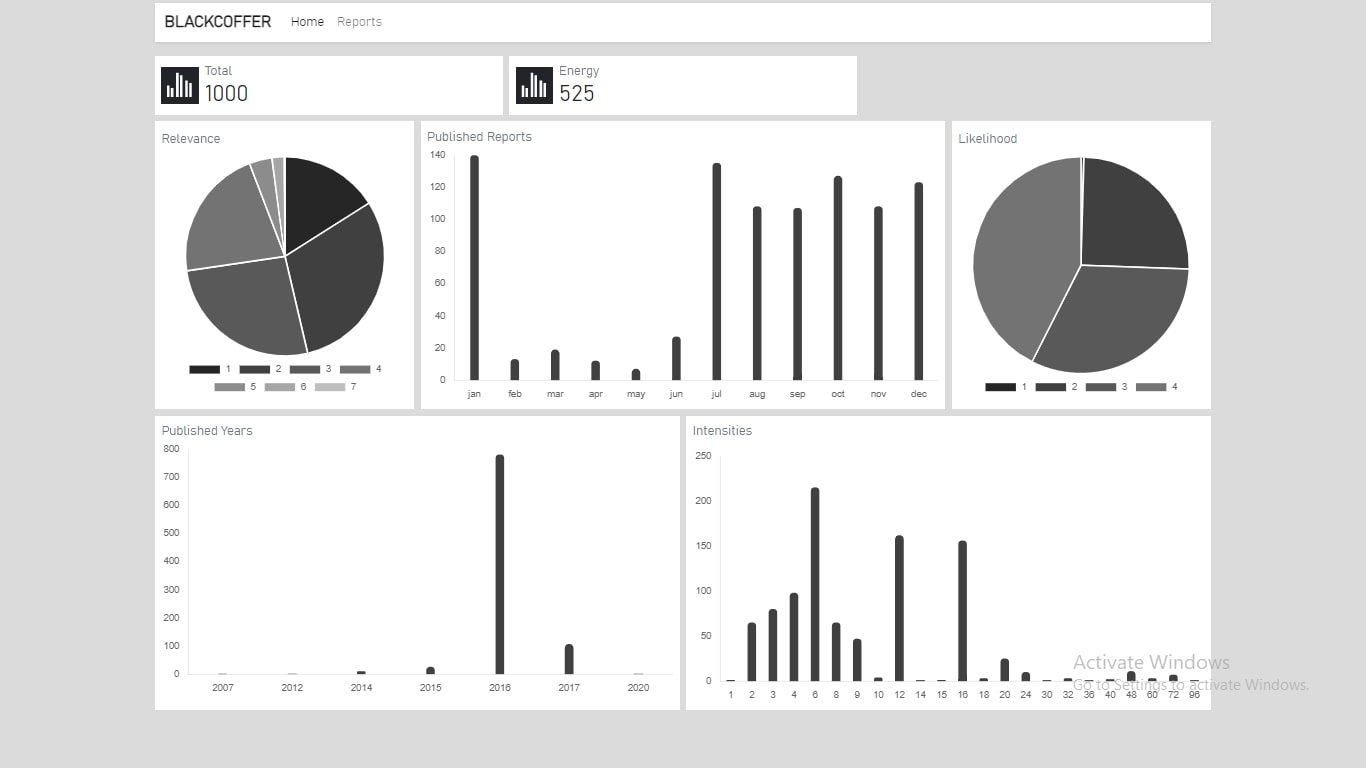 BLACKCOFFER Home Reports
Total
1000
Energy
525
Relevance
1 2 3 4
5 6 7
Published Reports
140
120
100
80
60
40
20
0
jan feb mar apr may jun jul aug sep oct nov dec
Likelihood
1 2 3 4
Published Years
800
700
600
500
400
300
200
100
0
2007 2012 2014 2015 2016 2017 2020
Intensities
250
200
150
100
50
0
1 2 3 4 6 8 9 10 12 14 15 16 18 20 24 30 32 36 40 48 60 72 96
Activate Windows
Go to Settings to activate Windows.